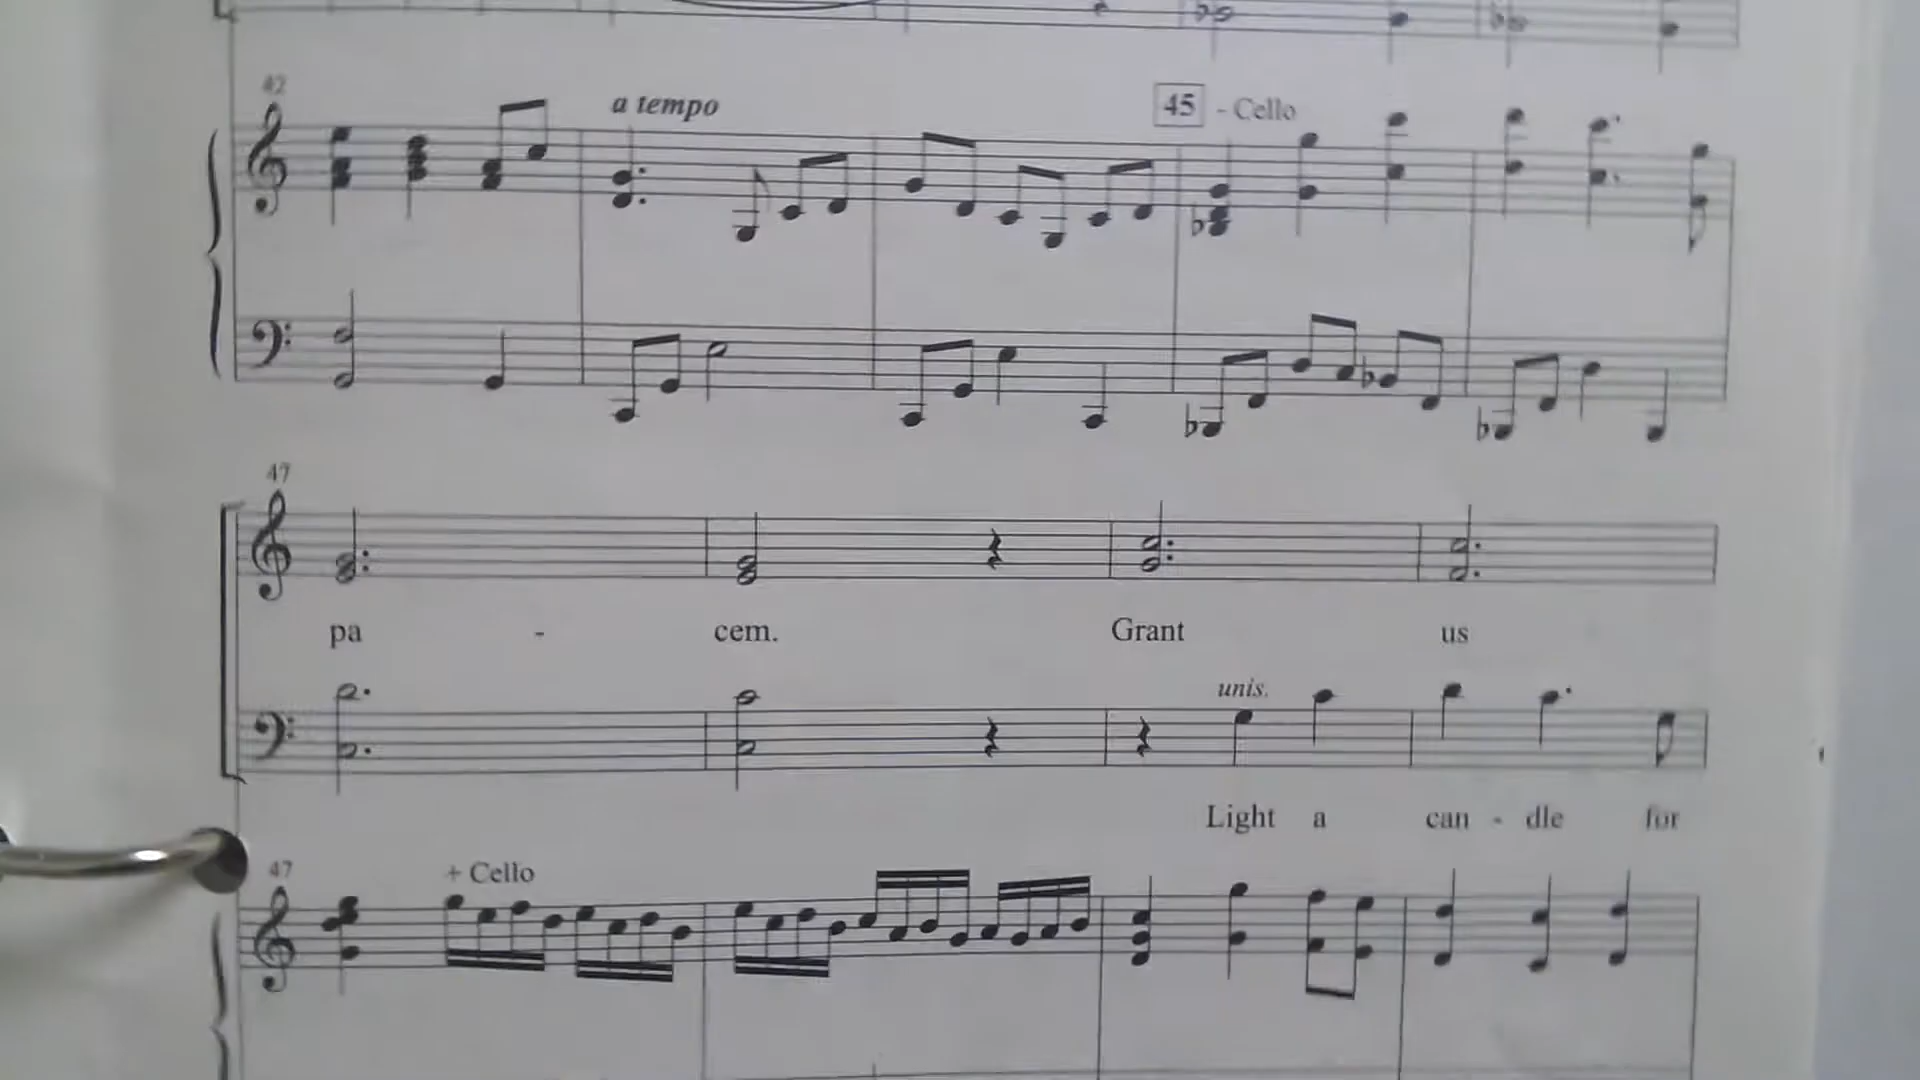 42
a tempo
45 - Cello
47
pa - cem. Grant us
unis.
Light a can - dle for
47
+ Cello